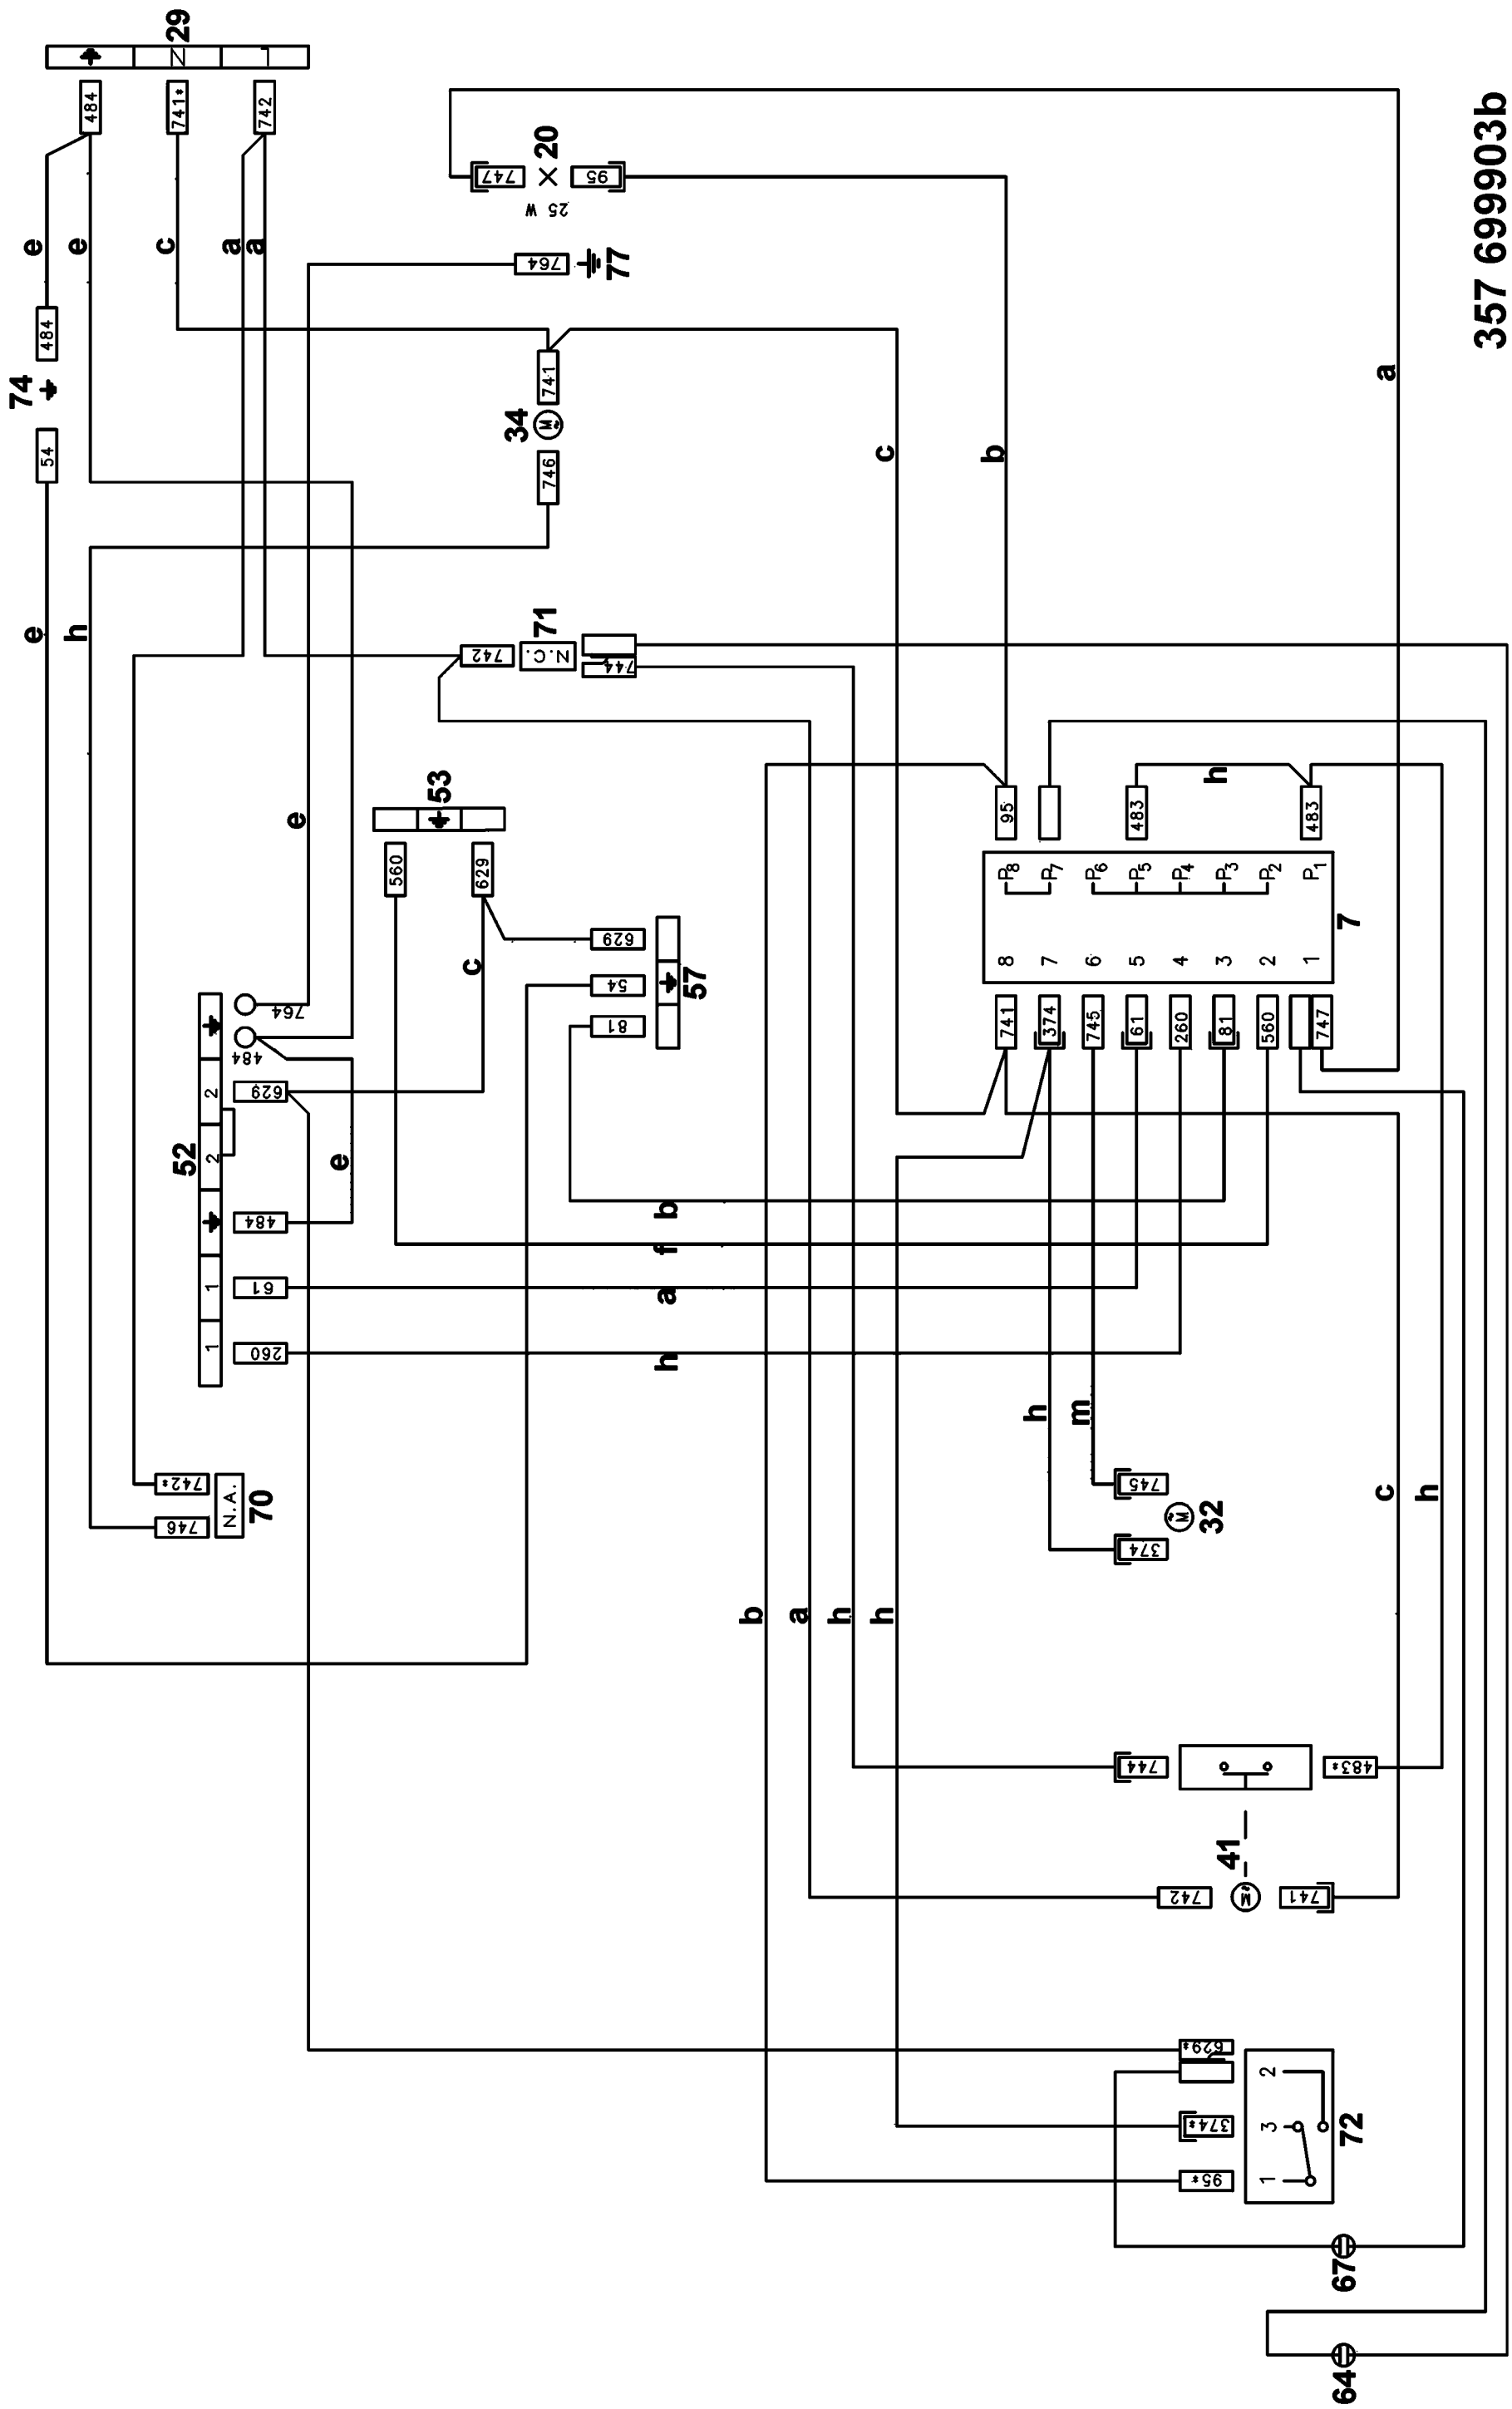 29
N
L
484
741*
742
e
e
c
a
a
74
484
54
747
20
95
25 W
764
77
34
741
746
c
b
a
357 699903b
e
h
742
71
N.C.
744
e
53
560
629
c
629
54
81
57
h
95
483
483
P8
P7
P6
P5
P4
P3
P2
P1
8
7
6
5
4
3
2
1
7
741
374
745
61
260
81
560
747
764
484
2
629
52
2
e
484
1
61
1
260
b
f
a
h
742*
746
N.A.
70
h
m
745
374
32
c
h
b
a
h
h
744
483*
41
742
M
741
629*
374*
95*
2
3
1
72
67
64